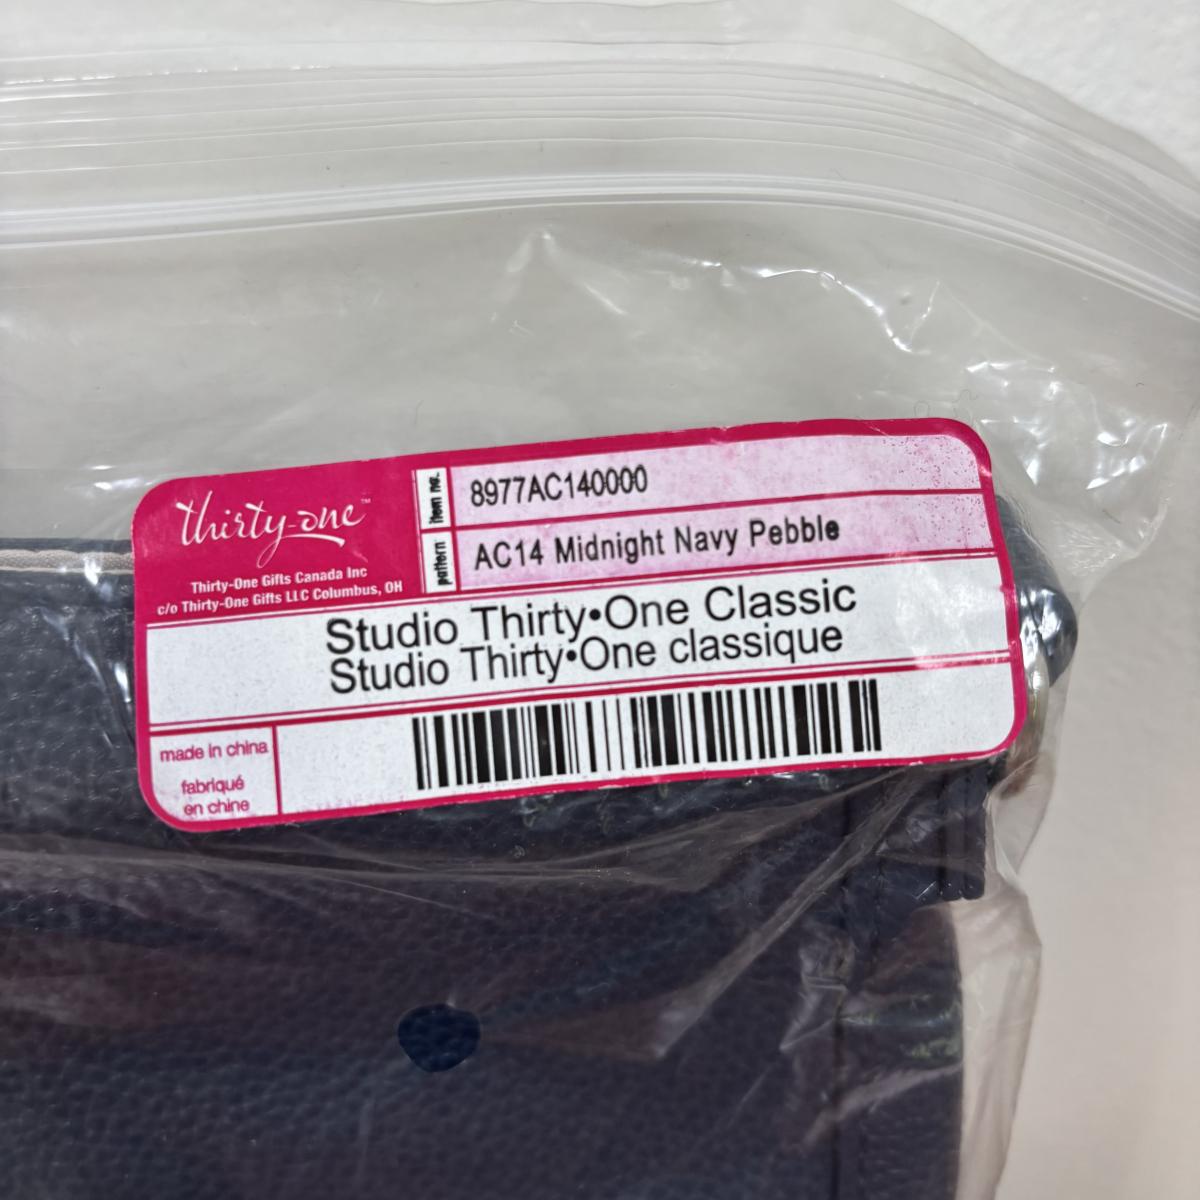 thirty-one™
Thirty-One Gifts Canada Inc
c/o Thirty-One Gifts LLC Columbus, OH
item no.
8977AC140000
pattern
AC14 Midnight Navy Pebble
Studio Thirty•One Classic
Studio Thirty•One classique
made in china
fabriqué
en chine